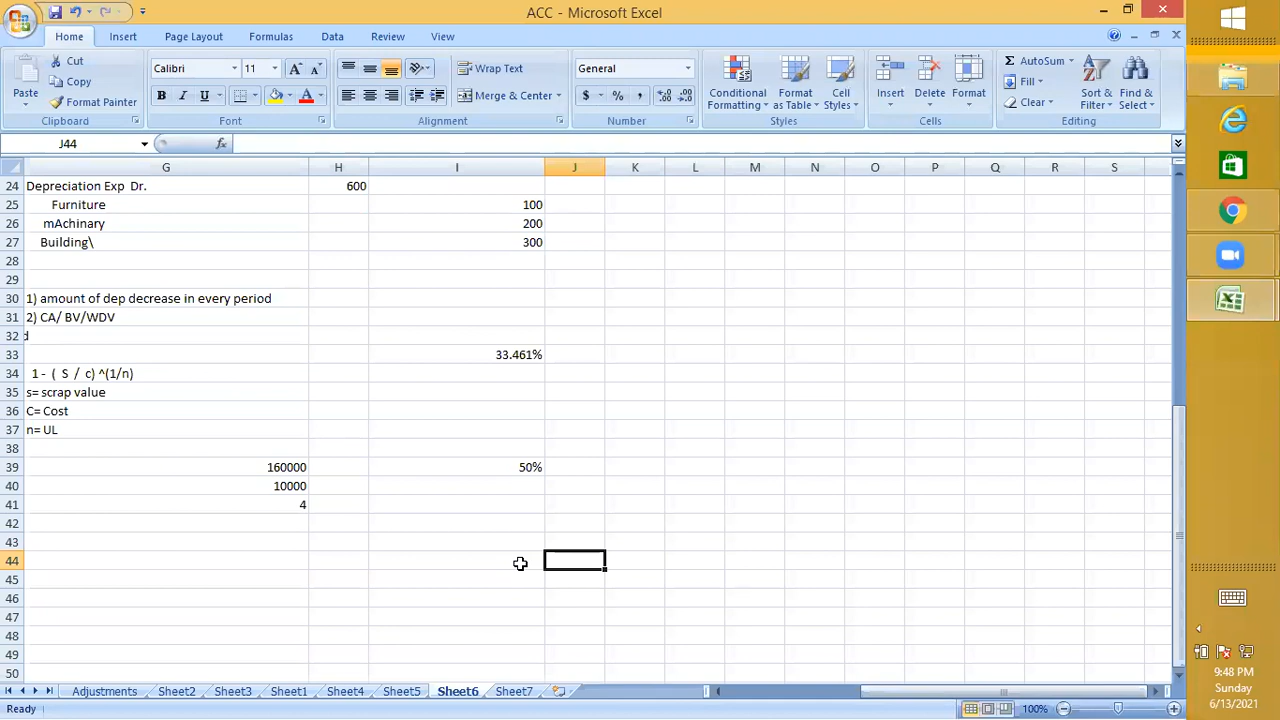 ACC - Microsoft Excel
Home Insert Page Layout Formulas Data Review View
Paste Cut Copy Format Painter Clipboard
Calibri 11 B I U Font
Wrap Text Merge & Center Alignment
General $ % , Number
Conditional Formatting Format as Table Cell Styles Styles
Insert Delete Format Cells
Σ AutoSum Fill Clear Sort & Filter Find & Select Editing
J44 fx
G H I J K L M N O P Q R S
24 Depreciation Exp Dr. 600
25 Furniture 100
26 mAchinary 200
27 Building\ 300
28
29
30 1) amount of dep decrease in every period
31 2) CA/ BV/WDV
32 d
33 33.461%
34 1 - ( S / c) ^(1/n)
35 s= scrap value
36 C= Cost
37 n= UL
38
39 160000 50%
40 10000
41 4
42
43
44
45
46
47
48
49
50
Adjustments Sheet2 Sheet3 Sheet1 Sheet4 Sheet5 Sheet6 Sheet7
Ready 100%
9:48 PM
Sunday
6/13/2021